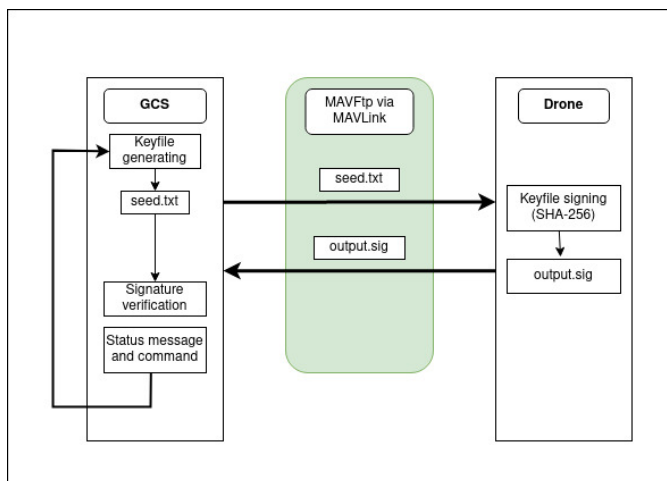 GCS
Keyfile
generating
seed.txt
Signature
verification
Status message
and command
MAVFtp via
MAVLink
seed.txt
output.sig
Drone
Keyfile signing
(SHA-256)
output.sig